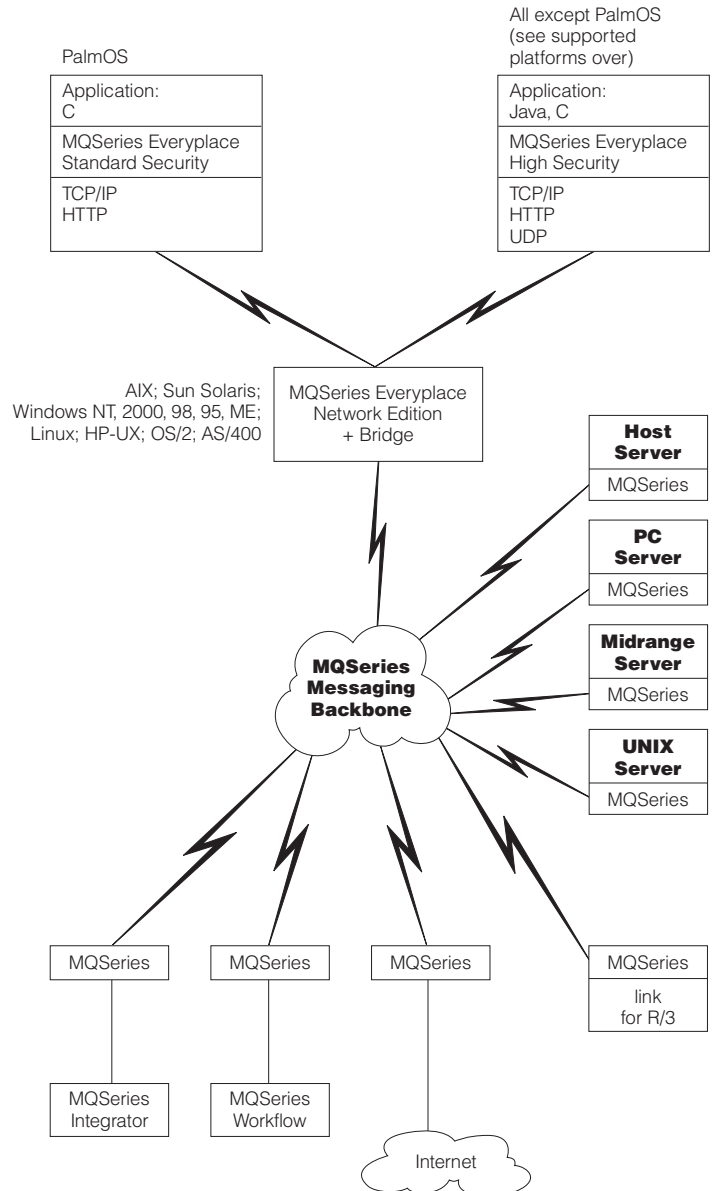 PalmOS
Application:
C
MQSeries Everyplace
Standard Security
TCP/IP
HTTP
All except PalmOS
(see supported
platforms over)
Application:
Java, C
MQSeries Everyplace
High Security
TCP/IP
HTTP
UDP
AIX; Sun Solaris;
Windows NT, 2000, 98, 95, ME;
Linux; HP-UX; OS/2; AS/400
MQSeries Everyplace
Network Edition
+ Bridge
Host
Server
MQSeries
PC
Server
MQSeries
Midrange
Server
MQSeries
UNIX
Server
MQSeries
MQSeries
Messaging
Backbone
MQSeries
MQSeries
MQSeries
MQSeries
link
for R/3
MQSeries
Integrator
MQSeries
Workflow
Internet